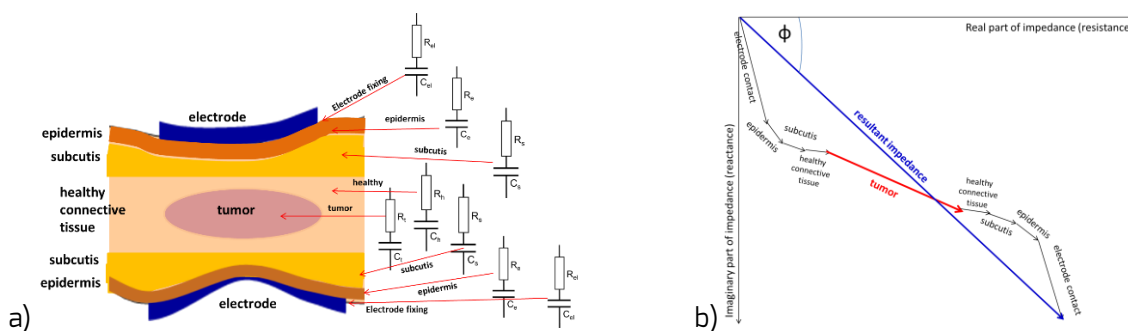 a)
electrode
epidermis
subcutis
healthy
connective
tissue
tumor
subcutis
epidermis
electrode
Electrode fixing
epidermis
subcutis
healthy
tumor
subcutis
epidermis
Electrode fixing
Rel
Cel
Re
Ce
Rs
Cs
Rh
Ch
Rt
Ct
Rs
Cs
Re
Ce
Rel
Cel
b)
Real part of impedance (resistance
Imaginary part of impedance (reactance)
ϕ
electrode contact
epidermis
subcutis
healthy
connective
tissue
tumor
resultant impedance
healthy
connective
tissue
subcutis
epidermis
electrode contact